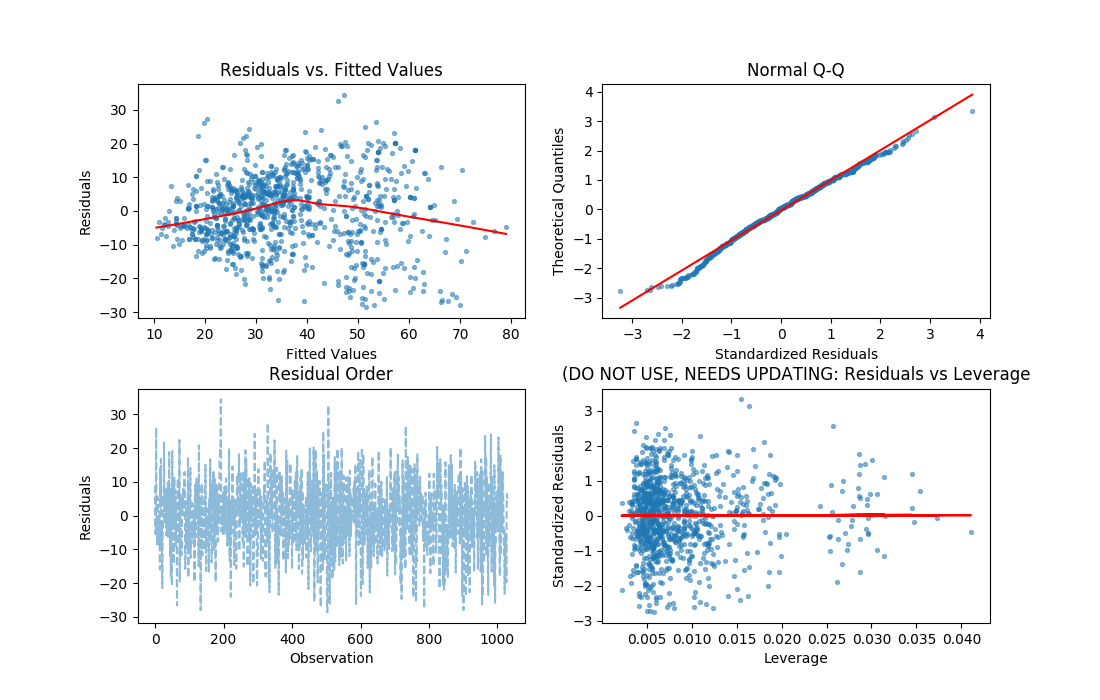 Residuals vs. Fitted Values
Residuals
30
20
10
0
−10
−20
−30
10 20 30 40 50 60 70 80
Fitted Values
Normal Q-Q
Theoretical Quantiles
4
3
2
1
0
−1
−2
−3
−3 −2 −1 0 1 2 3 4
Standardized Residuals
Residual Order
Residuals
30
20
10
0
−10
−20
−30
0 200 400 600 800 1000
Observation
(DO NOT USE, NEEDS UPDATING: Residuals vs Leverage
Standardized Residuals
3
2
1
0
−1
−2
−3
0.005 0.010 0.015 0.020 0.025 0.030 0.035 0.040
Leverage